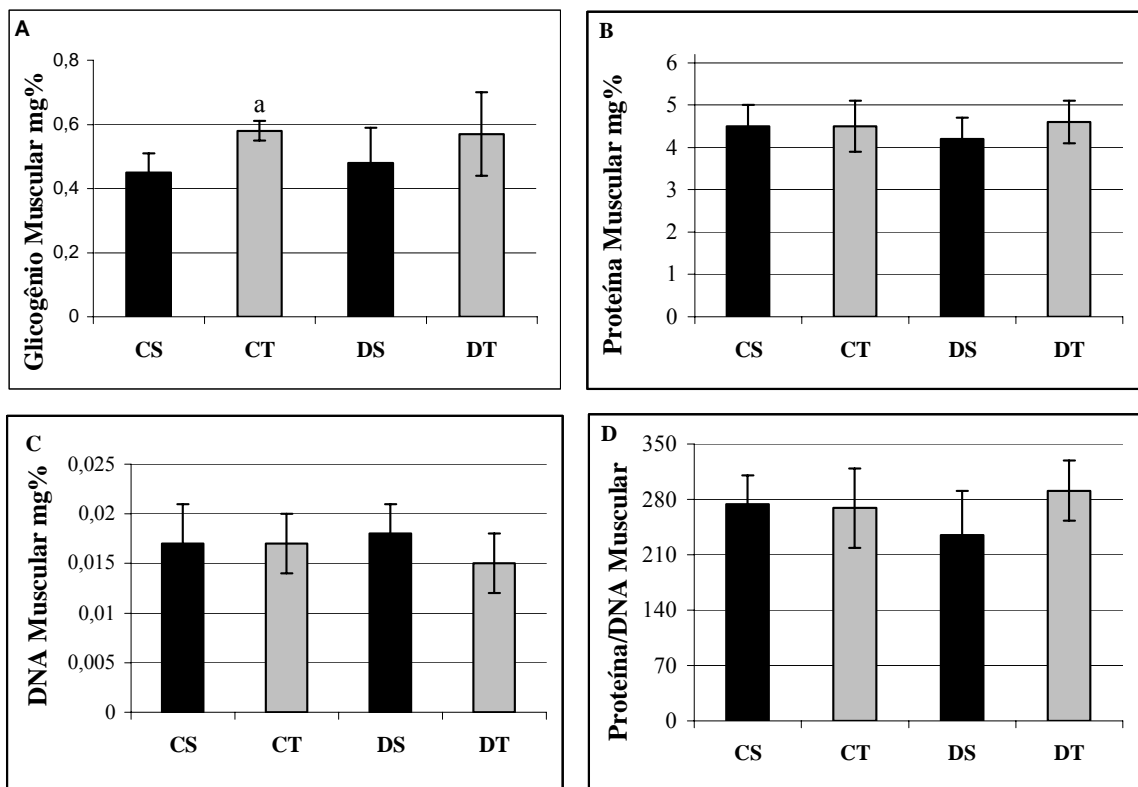 A
Glicogênio Muscular mg%
0,8
0,6
0,4
0,2
0
a
CS CT DS DT
B
Proteína Muscular mg%
6
5
4
3
2
1
0
CS CT DS DT
C
DNA Muscular mg%
0,025
0,02
0,015
0,01
0,005
0
CS CT DS DT
D
Proteína/DNA Muscular
350
280
210
140
70
0
CS CT DS DT